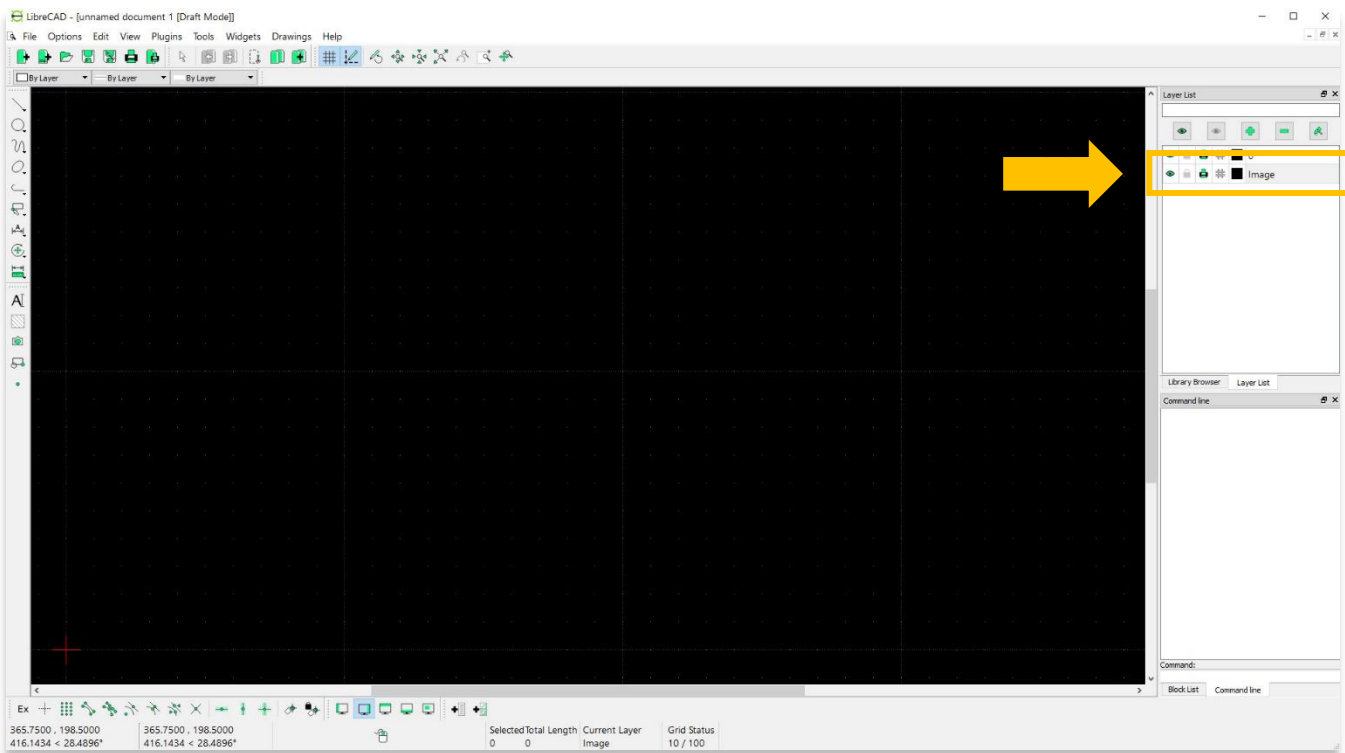 LibreCAD - [unnamed document 1 [Draft Mode]]
File Options Edit View Plugins Tools Widgets Drawings Help
By Layer By Layer By Layer
Layer List
0
Image
Library Browser Layer List
Command line
Command:
Block List Command line
Ex
365.7500 , 198.5000 365.7500 , 198.5000 Selected Total Length Current Layer Grid Status
416.1434 < 28.4896° 416.1434 < 28.4896° 0 0 Image 10 / 100